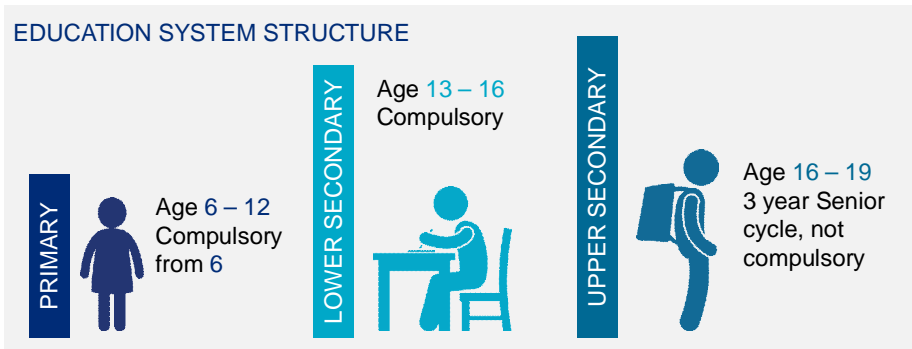 EDUCATION SYSTEM STRUCTURE
PRIMARY
Age 6 – 12
Compulsory
from 6
LOWER SECONDARY
Age 13 – 16
Compulsory
UPPER SECONDARY
Age 16 – 19
3 year Senior
cycle, not
compulsory